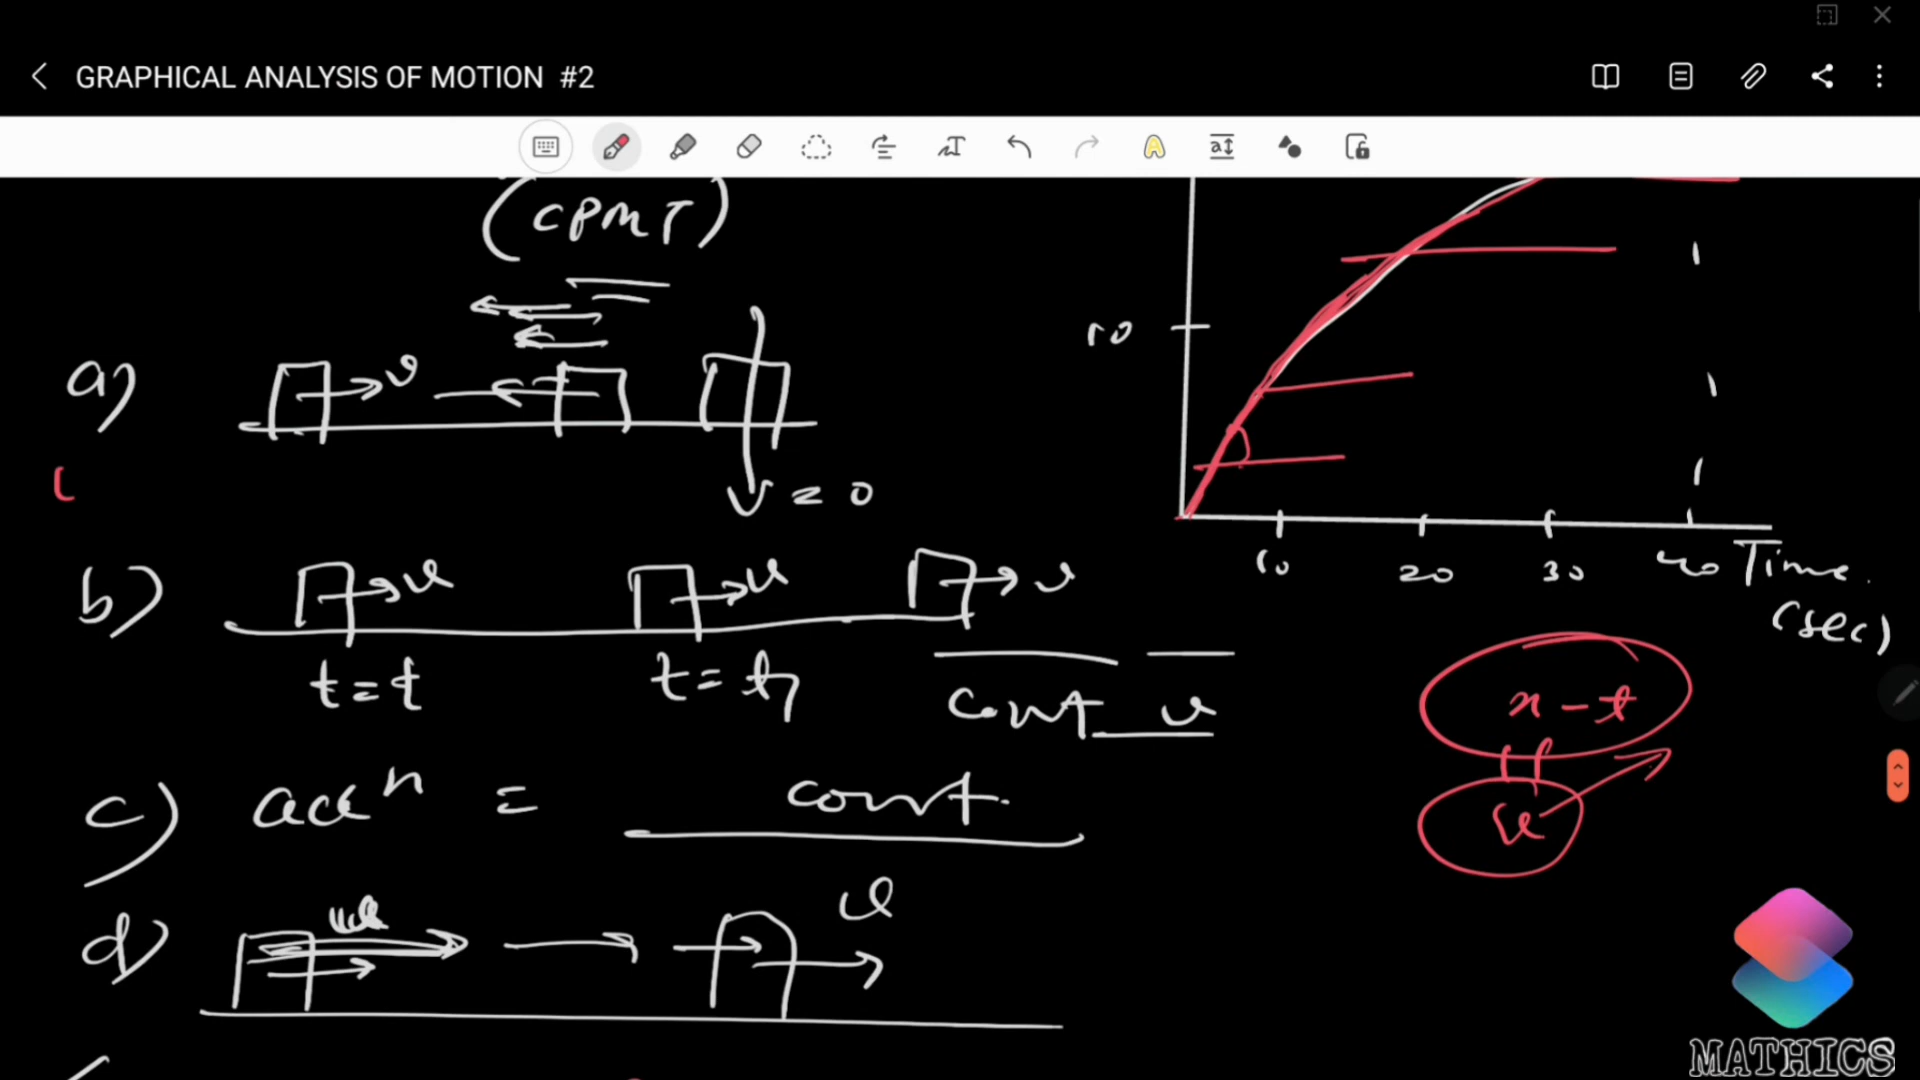 GRAPHICAL ANALYSIS OF MOTION #2
(CPMT)
a) v
v = 0
b) v v v
t = t t = t1
const v
c) accn = const.
d) v
10
10 20 30 40 Time.
(sec)
x - t
v
MATHICS